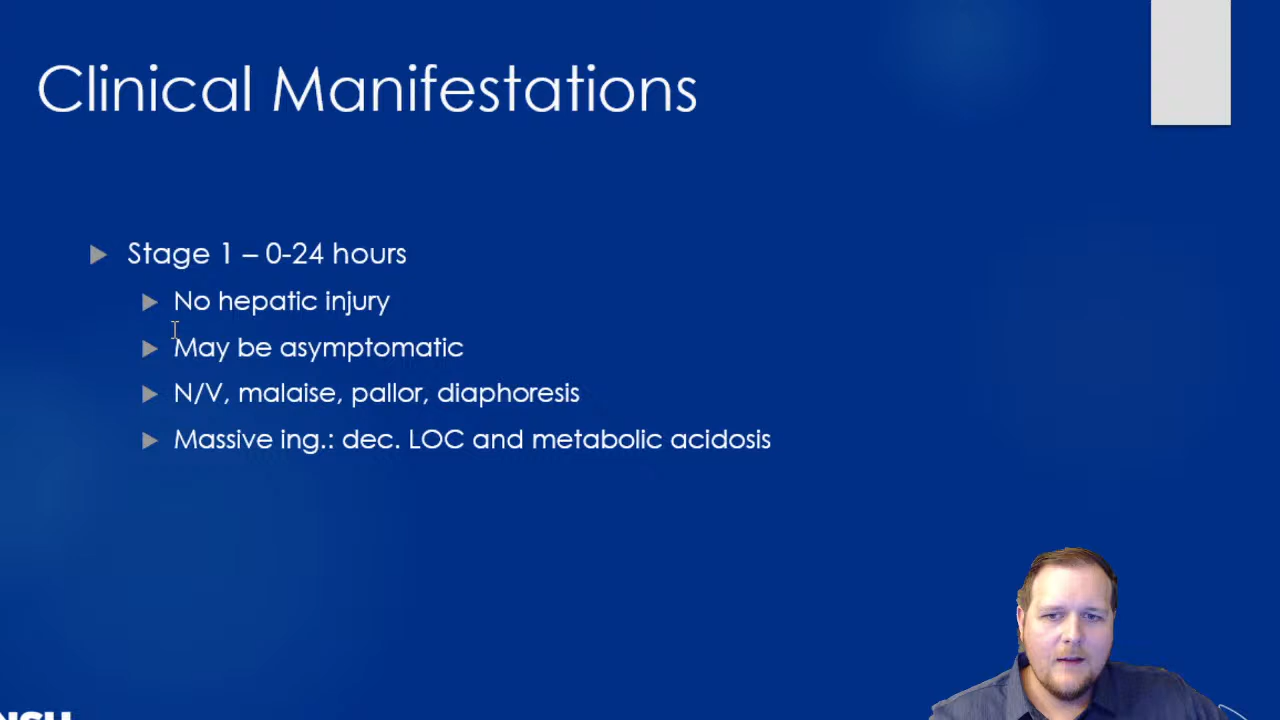 Clinical Manifestations
Stage 1 – 0-24 hours
No hepatic injury
May be asymptomatic
N/V, malaise, pallor, diaphoresis
Massive ing.: dec. LOC and metabolic acidosis